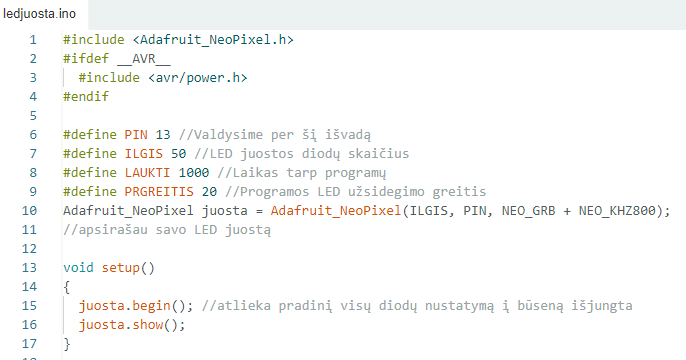 ledjuosta.ino
1 #include <Adafruit_NeoPixel.h>
2 #ifdef __AVR__
3 #include <avr/power.h>
4 #endif
5
6 #define PIN 13 //Valdysime per šį išvadą
7 #define ILGIS 50 //LED juostos diodų skaičius
8 #define LAUKTI 1000 //Laikas tarp programų
9 #define PRGREITIS 20 //Programos LED užsidegimo greitis
10 Adafruit_NeoPixel juosta = Adafruit_NeoPixel(ILGIS, PIN, NEO_GRB + NEO_KHZ800);
11 //apsirašau savo LED juostą
12
13 void setup()
14 {
15 juosta.begin(); //atlieka pradinį visų diodų nustatymą į būseną išjungta
16 juosta.show();
17 }